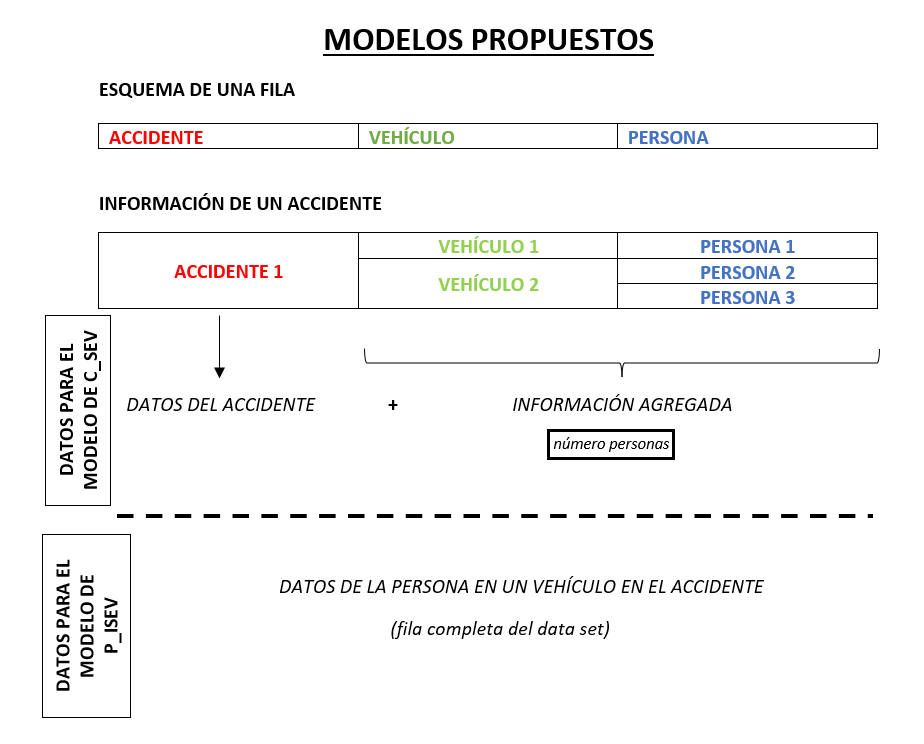 MODELOS PROPUESTOS
ESQUEMA DE UNA FILA
ACCIDENTE VEHÍCULO PERSONA
INFORMACIÓN DE UN ACCIDENTE
ACCIDENTE 1
VEHÍCULO 1
PERSONA 1
VEHÍCULO 2
PERSONA 2
PERSONA 3
DATOS PARA EL
MODELO DE C_SEV
DATOS DEL ACCIDENTE + INFORMACIÓN AGREGADA
número personas
DATOS PARA EL
MODELO DE
P_ISEV
DATOS DE LA PERSONA EN UN VEHÍCULO EN EL ACCIDENTE
(fila completa del data set)